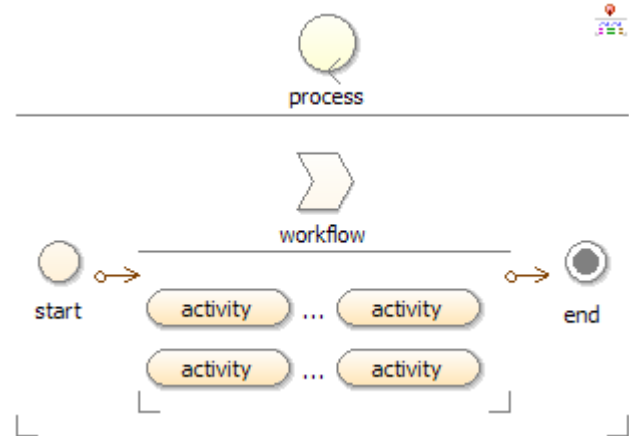 process
workflow
start
end
activity ... activity
activity ... activity